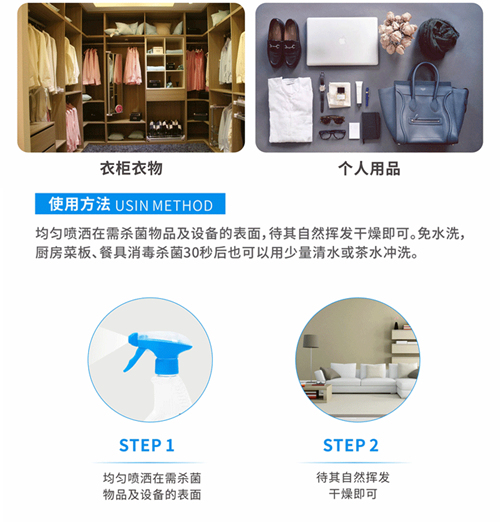 衣柜衣物
个人用品
使用方法 USIN METHOD
均匀喷洒在需杀菌物品及设备的表面,待其自然挥发干燥即可。免水洗,
厨房菜板、餐具消毒杀菌30秒后也可以用少量清水或茶水冲洗。
STEP 1
STEP 2
均匀喷洒在需杀菌
物品及设备的表面
待其自然挥发
干燥即可